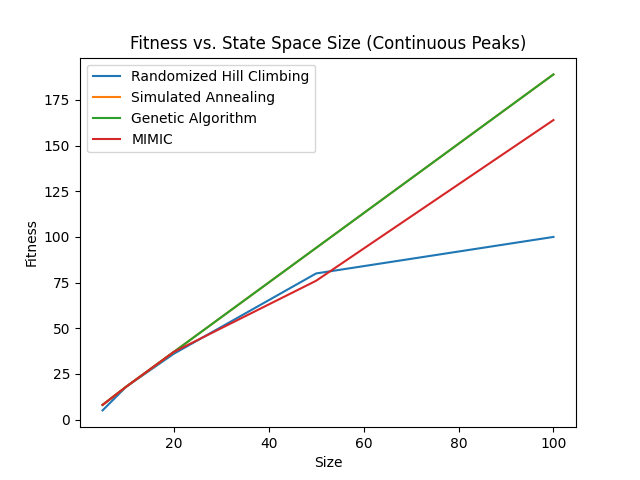 Fitness vs. State Space Size (Continuous Peaks)
Randomized Hill Climbing
Simulated Annealing
Genetic Algorithm
MIMIC
175
150
125
100
75
50
25
0
Fitness
20
40
60
80
100
Size